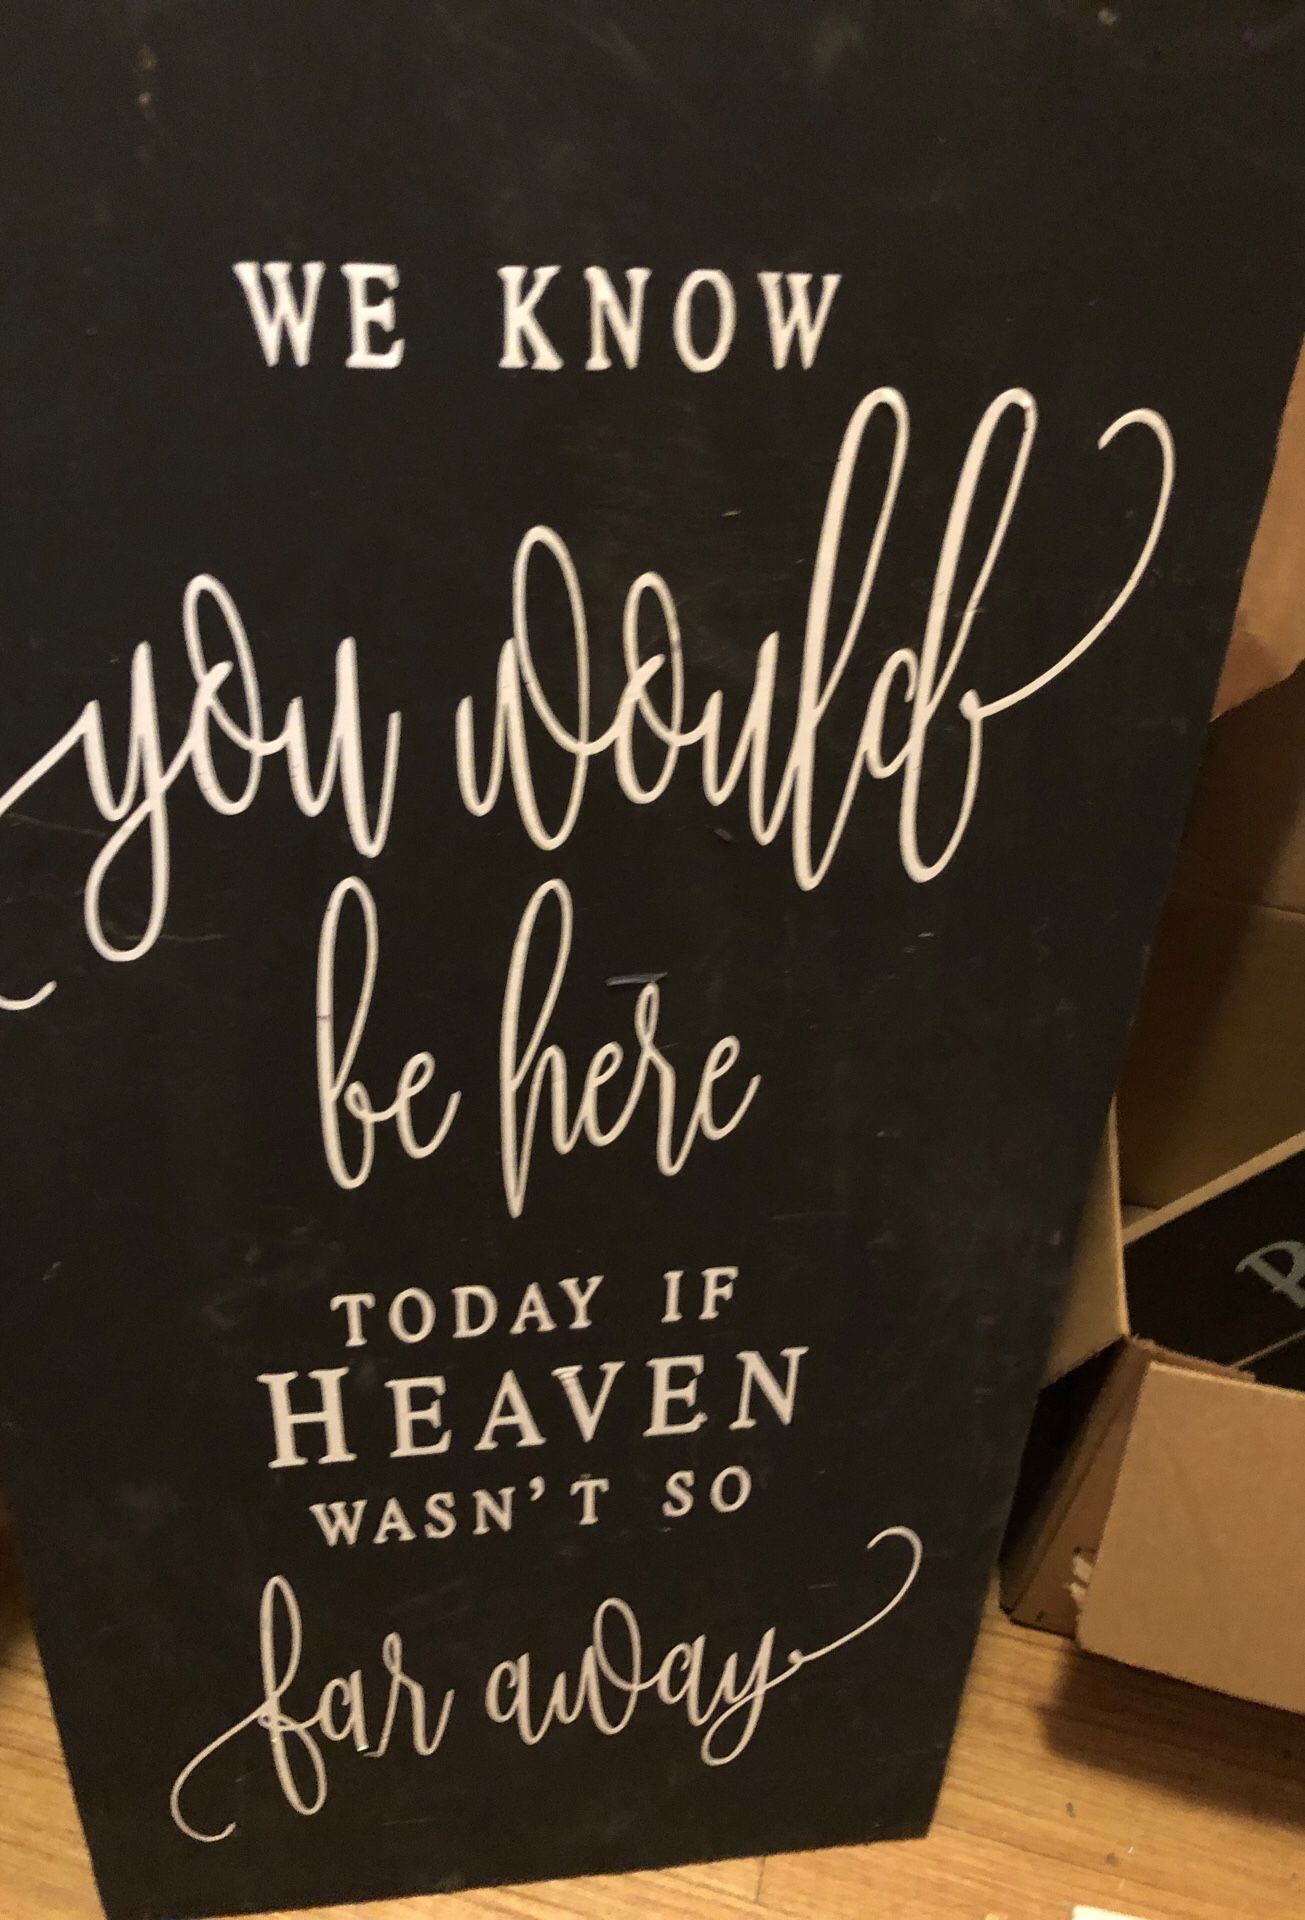 WE KNOW
you would
be here
TODAY IF
HEAVEN
WASN'T SO
far away